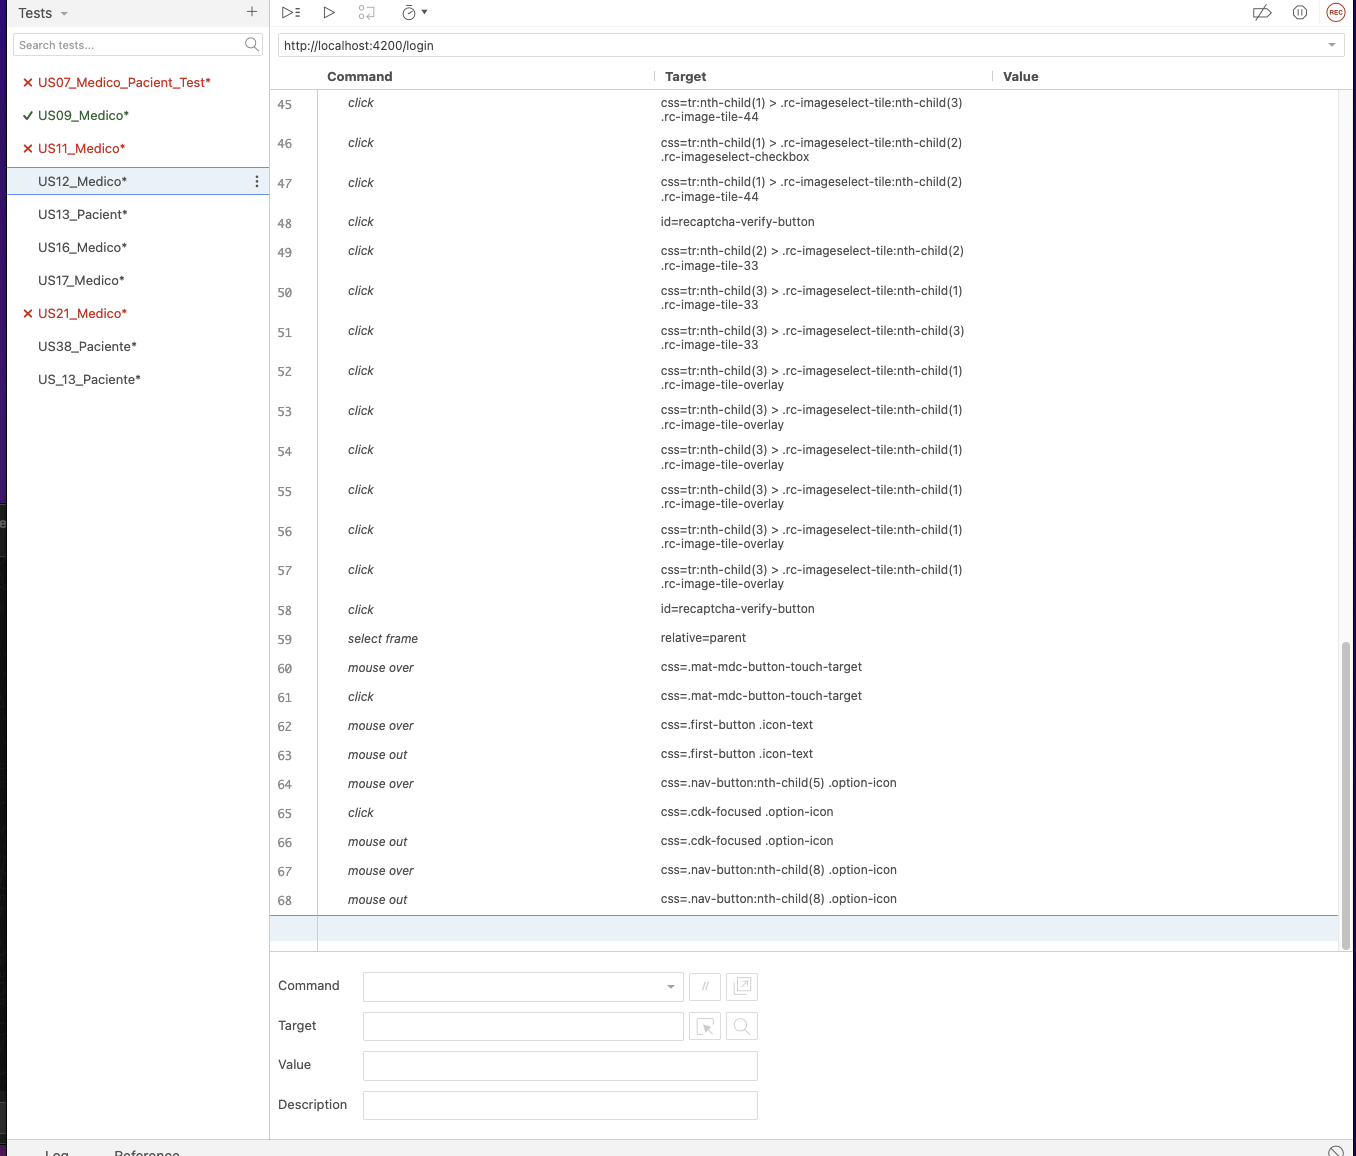 Tests
+
http://localhost:4200/login
REC
Search tests...
US07_Medico_Pacient_Test*
US09_Medico*
US11_Medico*
US12_Medico*
US13_Pacient*
US16_Medico*
US17_Medico*
US21_Medico*
US38_Paciente*
US_13_Paciente*
Command Target Value
45 click css=tr:nth-child(1) > .rc-imageselect-tile:nth-child(3)
.rc-image-tile-44
46 click css=tr:nth-child(1) > .rc-imageselect-tile:nth-child(2)
.rc-imageselect-checkbox
47 click css=tr:nth-child(1) > .rc-imageselect-tile:nth-child(2)
.rc-image-tile-44
48 click id=recaptcha-verify-button
49 click css=tr:nth-child(2) > .rc-imageselect-tile:nth-child(2)
.rc-image-tile-33
50 click css=tr:nth-child(3) > .rc-imageselect-tile:nth-child(1)
.rc-image-tile-33
51 click css=tr:nth-child(3) > .rc-imageselect-tile:nth-child(3)
.rc-image-tile-33
52 click css=tr:nth-child(3) > .rc-imageselect-tile:nth-child(1)
.rc-image-tile-overlay
53 click css=tr:nth-child(3) > .rc-imageselect-tile:nth-child(1)
.rc-image-tile-overlay
54 click css=tr:nth-child(3) > .rc-imageselect-tile:nth-child(1)
.rc-image-tile-overlay
55 click css=tr:nth-child(3) > .rc-imageselect-tile:nth-child(1)
.rc-image-tile-overlay
56 click css=tr:nth-child(3) > .rc-imageselect-tile:nth-child(1)
.rc-image-tile-overlay
57 click css=tr:nth-child(3) > .rc-imageselect-tile:nth-child(1)
.rc-image-tile-overlay
58 click id=recaptcha-verify-button
59 select frame relative=parent
60 mouse over css=.mat-mdc-button-touch-target
61 click css=.mat-mdc-button-touch-target
62 mouse over css=.first-button .icon-text
63 mouse out css=.first-button .icon-text
64 mouse over css=.nav-button:nth-child(5) .option-icon
65 click css=.cdk-focused .option-icon
66 mouse out css=.cdk-focused .option-icon
67 mouse over css=.nav-button:nth-child(8) .option-icon
68 mouse out css=.nav-button:nth-child(8) .option-icon
Command //
Target
Value
Description
Log Reference